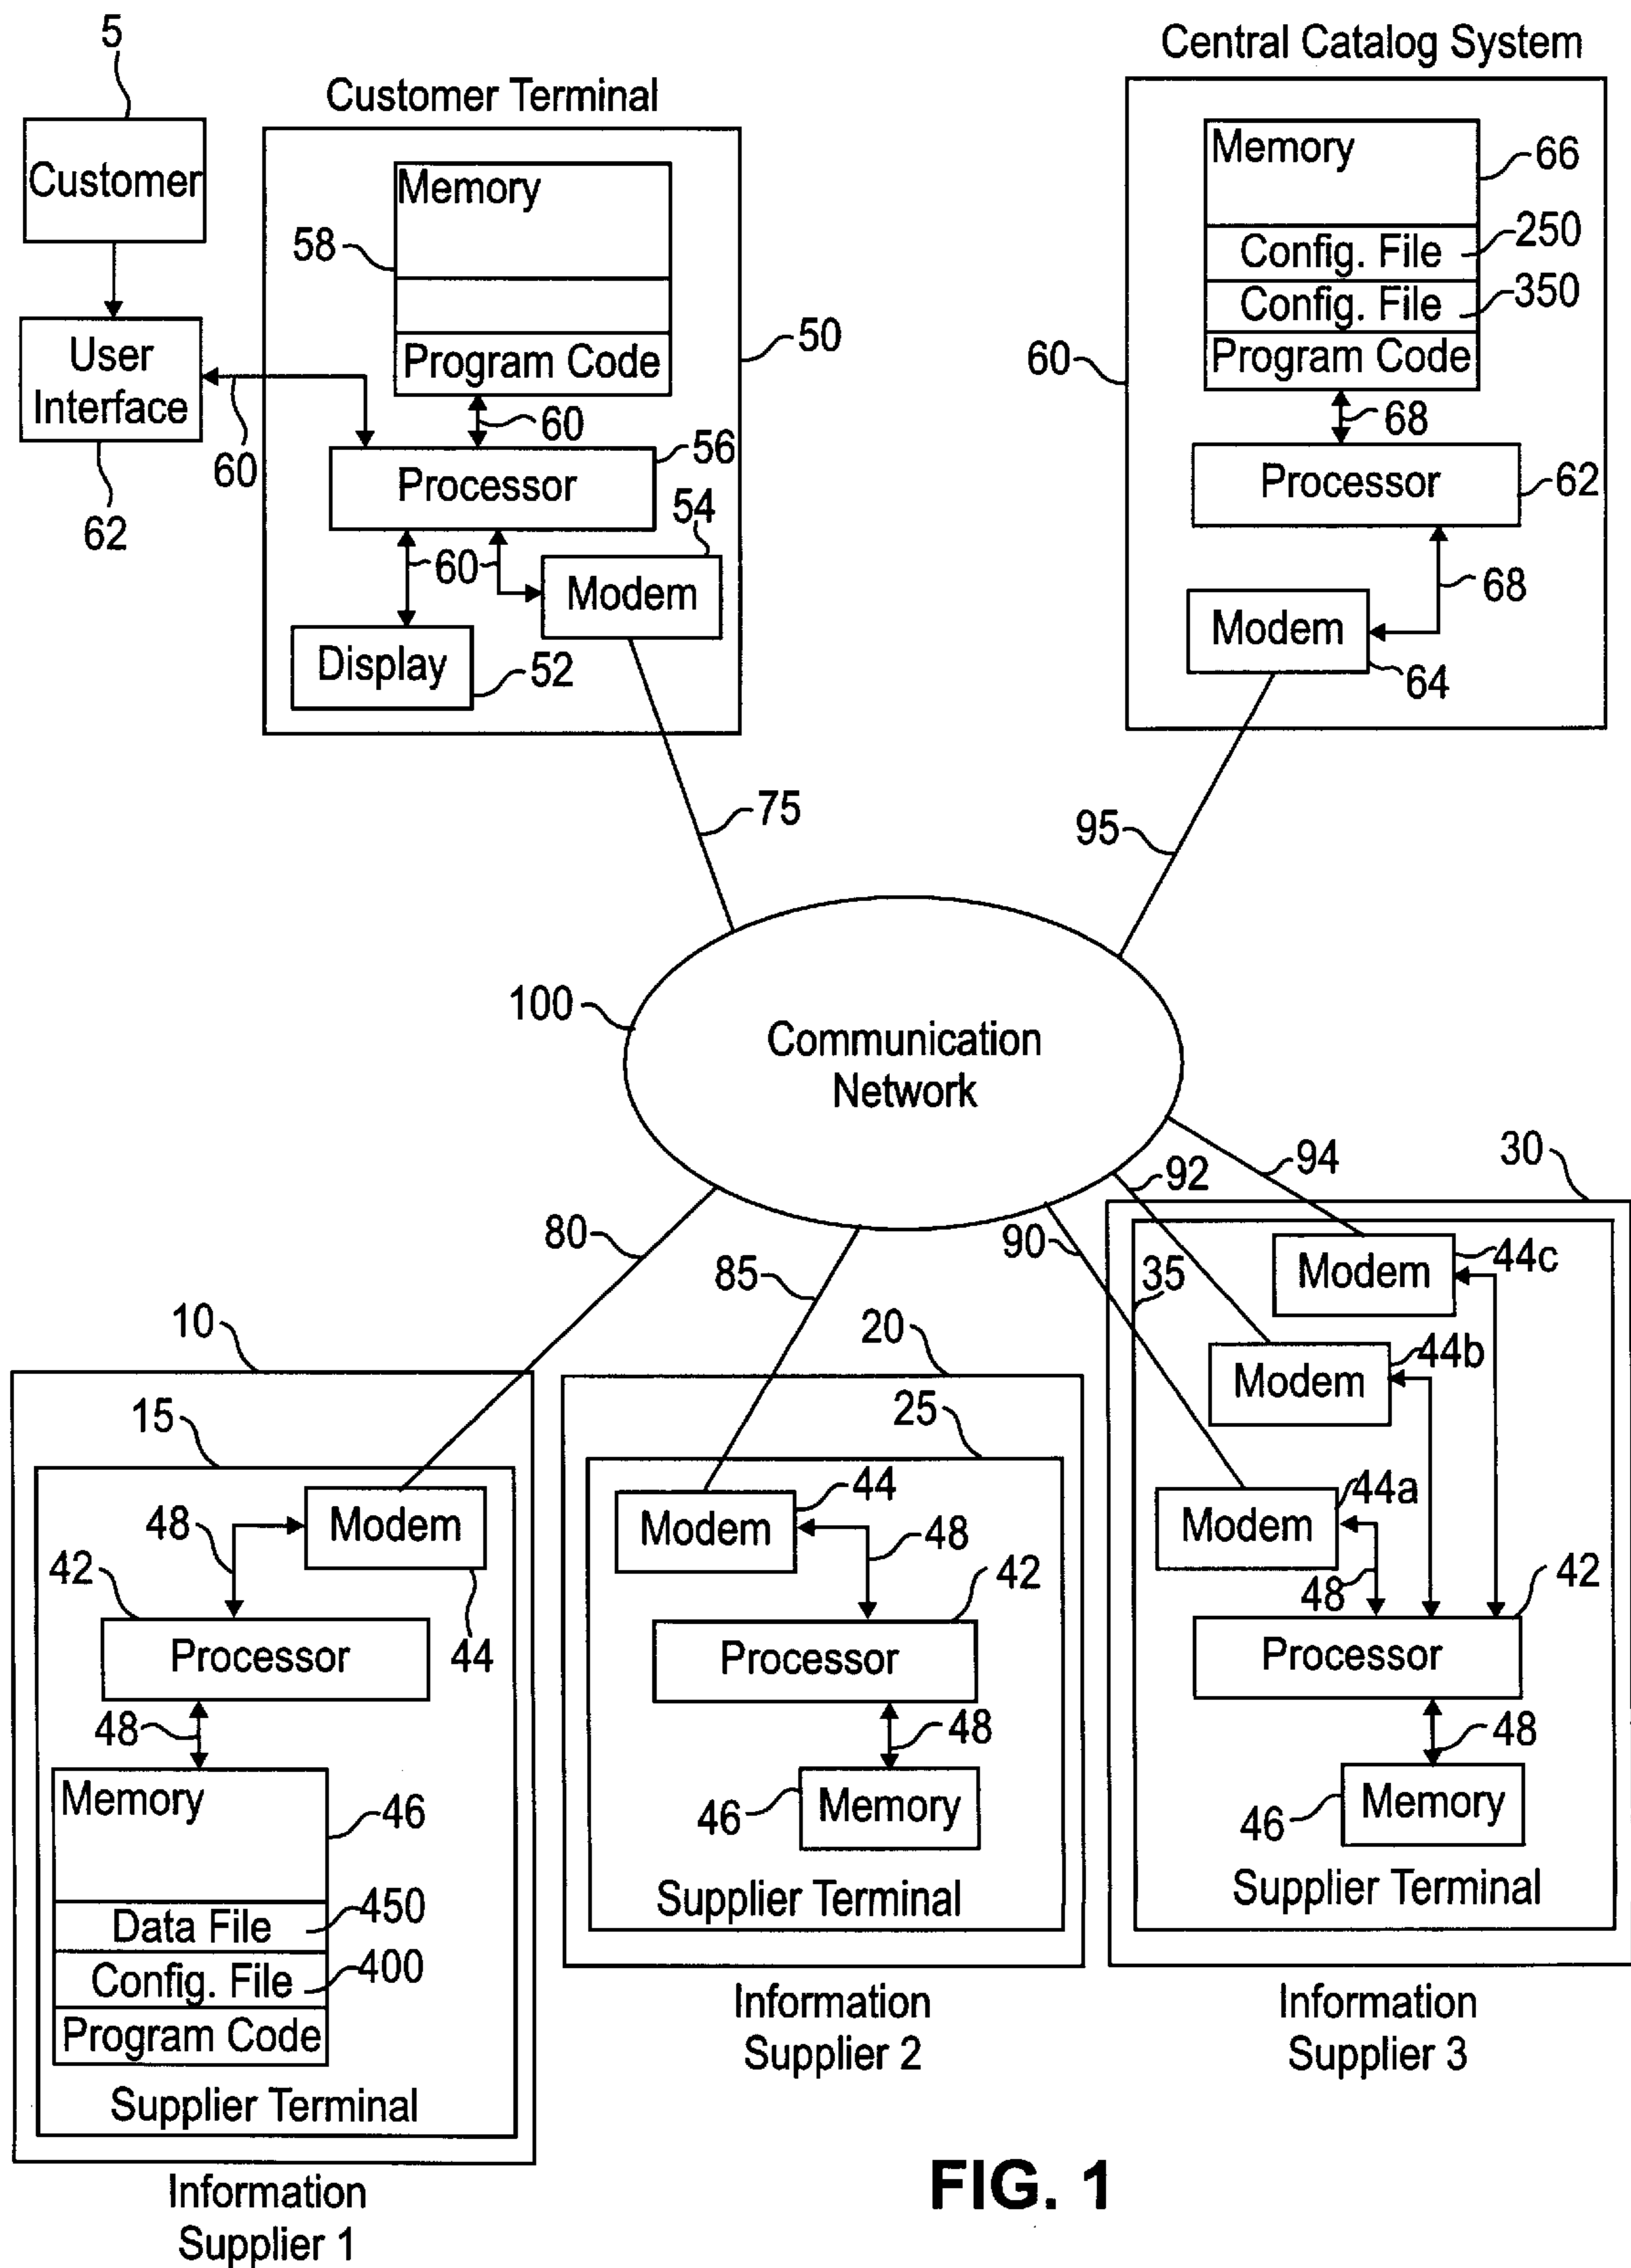 5
Customer
User
Interface
62
60
Customer Terminal
Memory
58
Program Code
50
60
56
Processor
54
60
Modem
Display
52
75
Central Catalog System
Memory
66
Config. File
250
Config. File
350
Program Code
60
68
Processor
62
68
Modem
64
95
100
Communication
Network
80
85
90
92
94
10
15
48
Modem
42
44
Processor
48
Memory
46
Data File
450
Config. File
400
Program Code
Supplier Terminal
Information
Supplier 1
20
25
Modem
44
48
42
Processor
48
46
Memory
Supplier Terminal
Information
Supplier 2
30
35
Modem
44c
Modem
44b
Modem
44a
48
42
Processor
48
46
Memory
Supplier Terminal
Information
Supplier 3
FIG. 1